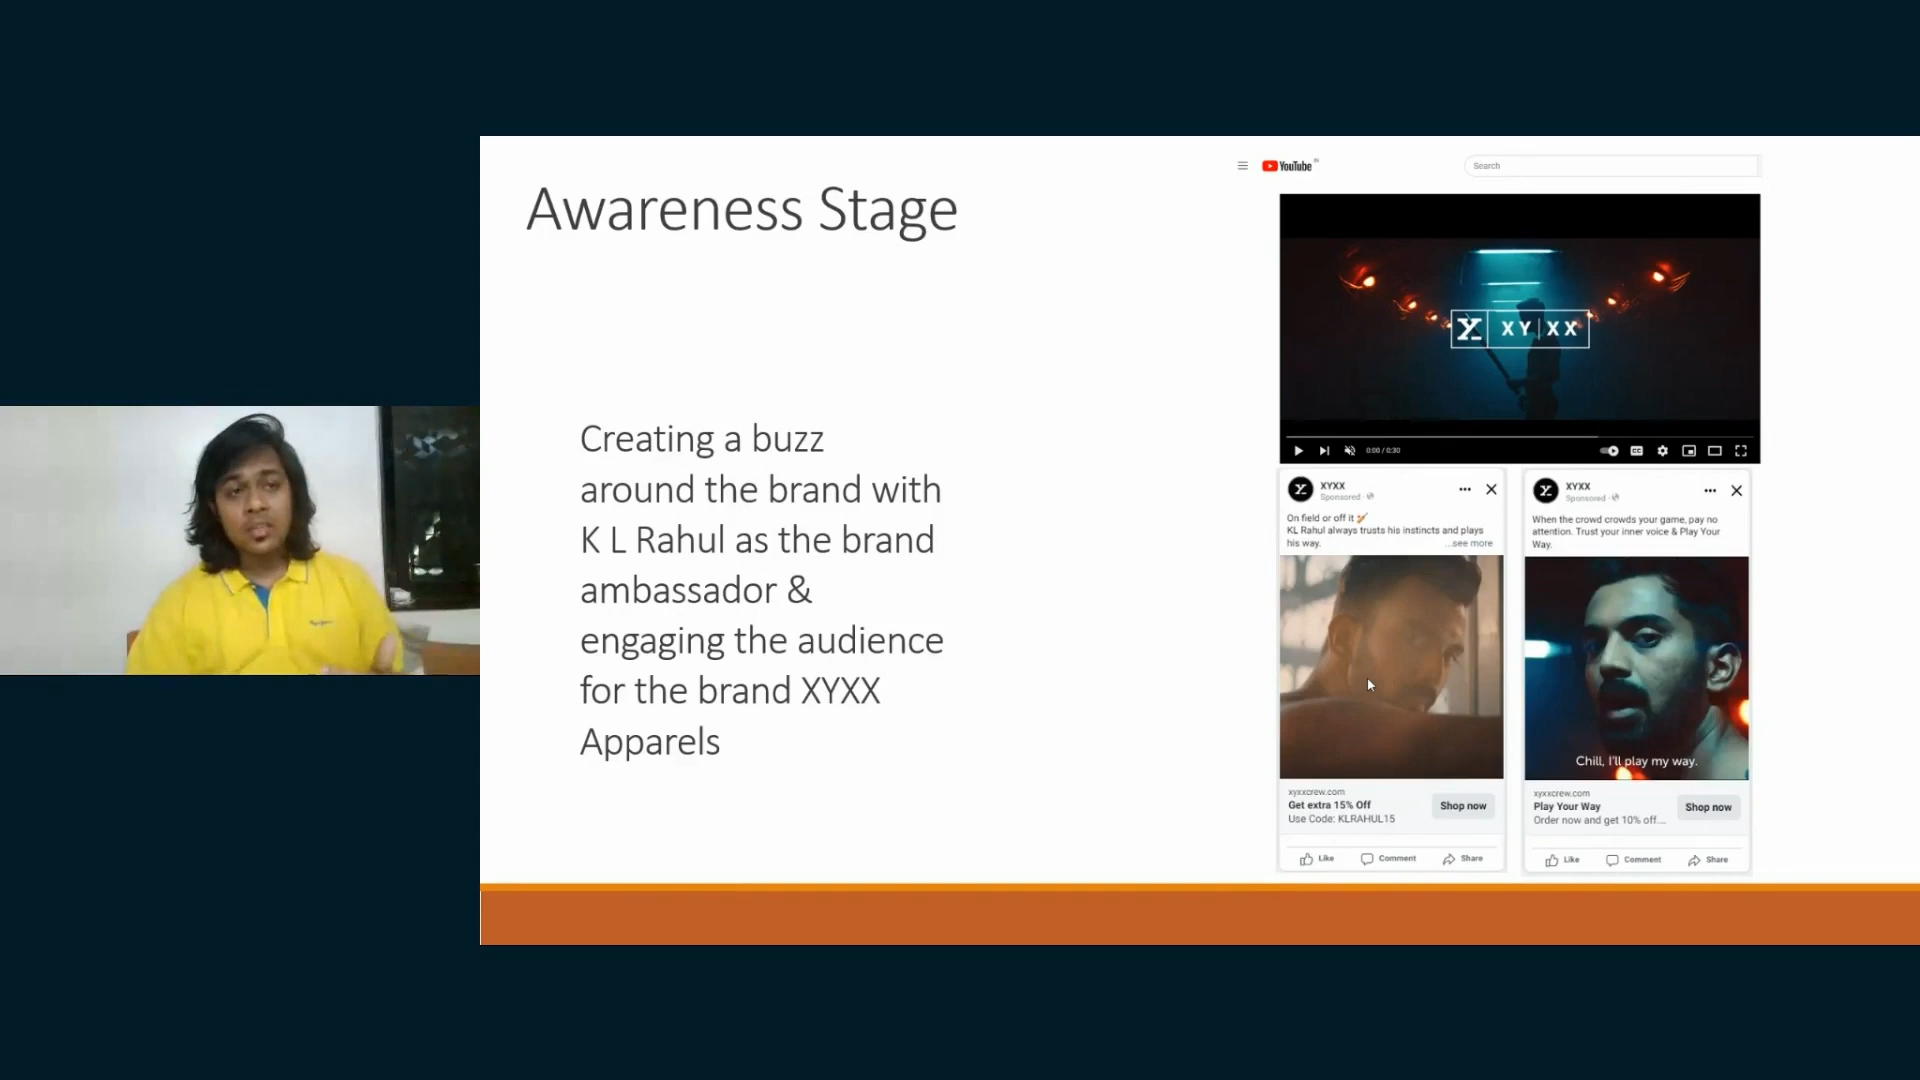 Awareness Stage
Creating a buzz
around the brand with
K L Rahul as the brand
ambassador &
engaging the audience
for the brand XYXX
Apparels
YouTube IN
Search
XY XX
0:00 / 0:30
XYXX
Sponsored ·
On field or off it
KL Rahul always trusts his instincts and plays
his way. ...see more
xyxxcrew.com
Get extra 15% Off
Use Code: KLRAHUL15
Shop now
Like Comment Share
XYXX
Sponsored ·
When the crowd crowds your game, pay no
attention. Trust your inner voice & Play Your
Way.
Chill, I'll play my way.
xyxxcrew.com
Play Your Way
Order now and get 10% off....
Shop now
Like Comment Share